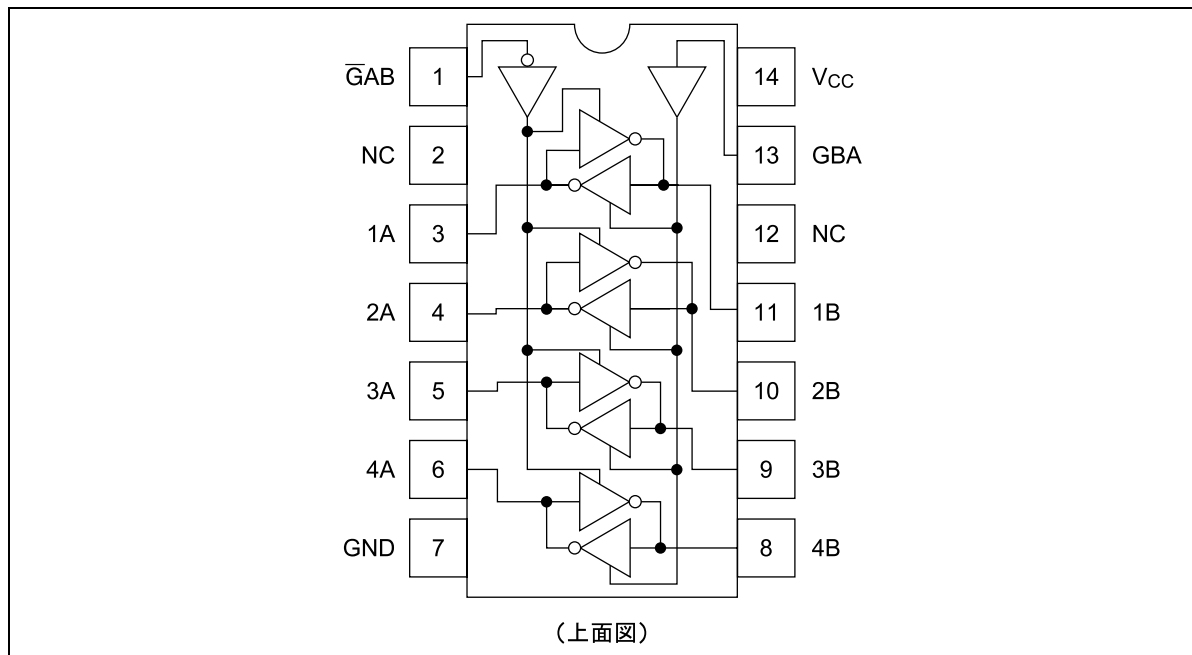 G̅AB 1 14 VCC
NC 2 13 GBA
1A 3 12 NC
2A 4 11 1B
3A 5 10 2B
4A 6 9 3B
GND 7 8 4B
(上面図)